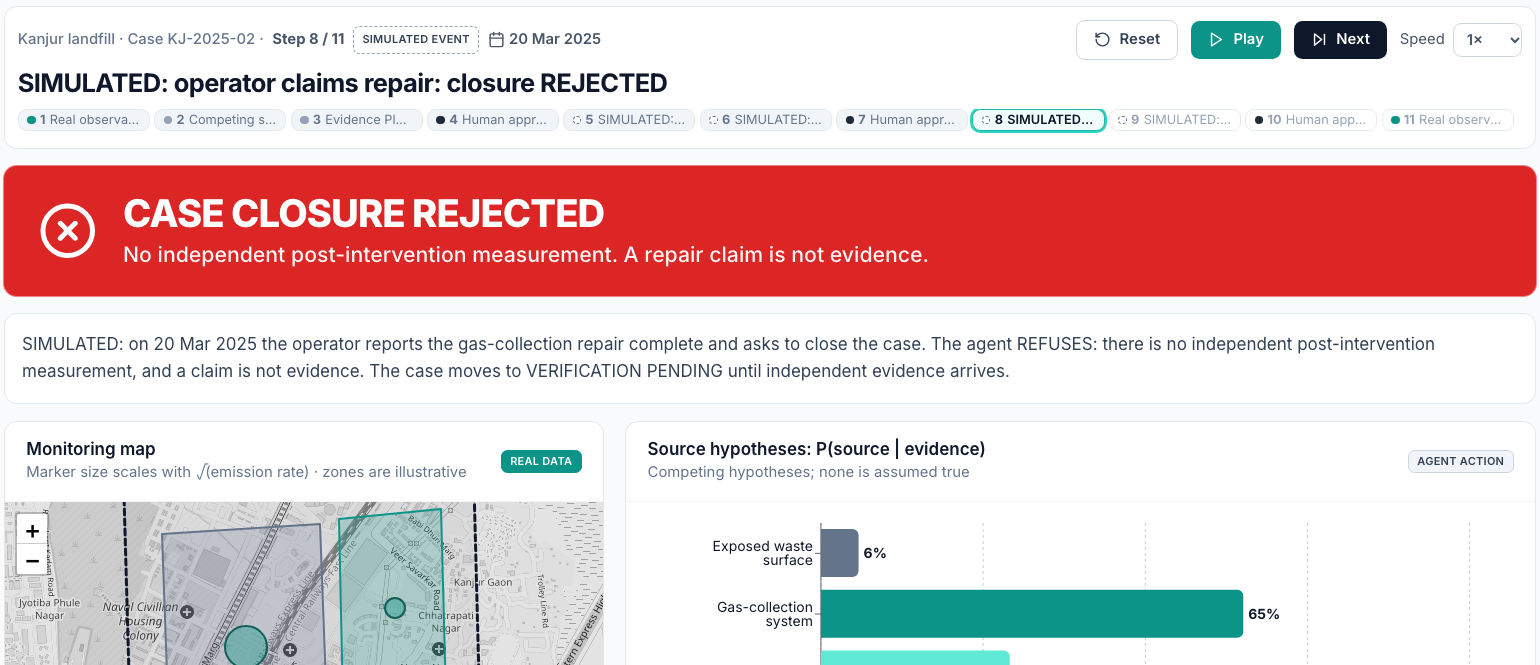 Kanjur landfill · Case KJ-2025-02 · Step 8 / 11 SIMULATED EVENT 20 Mar 2025
Reset Play Next Speed 1×
SIMULATED: operator claims repair: closure REJECTED
1 Real observa... 2 Competing s... 3 Evidence Pl... 4 Human appr... 5 SIMULATED:... 6 SIMULATED:... 7 Human appr... 8 SIMULATED... 9 SIMULATED:... 10 Human app... 11 Real observ...
CASE CLOSURE REJECTED
No independent post-intervention measurement. A repair claim is not evidence.
SIMULATED: on 20 Mar 2025 the operator reports the gas-collection repair complete and asks to close the case. The agent REFUSES: there is no independent post-intervention
measurement, and a claim is not evidence. The case moves to VERIFICATION PENDING until independent evidence arrives.
Monitoring map
Marker size scales with √(emission rate) · zones are illustrative
REAL DATA
+
−
Babi Dhun Marg
Veer Savarkar Road
Kanjur Gaon
Jyotiba Phule
Nagar
Naval Civilian
Housing
Colony
Chhatrapati
Nagar
Trolley Line Rd
Source hypotheses: P(source | evidence)
Competing hypotheses; none is assumed true
AGENT ACTION
Exposed waste
surface
6%
Gas-collection
system
65%